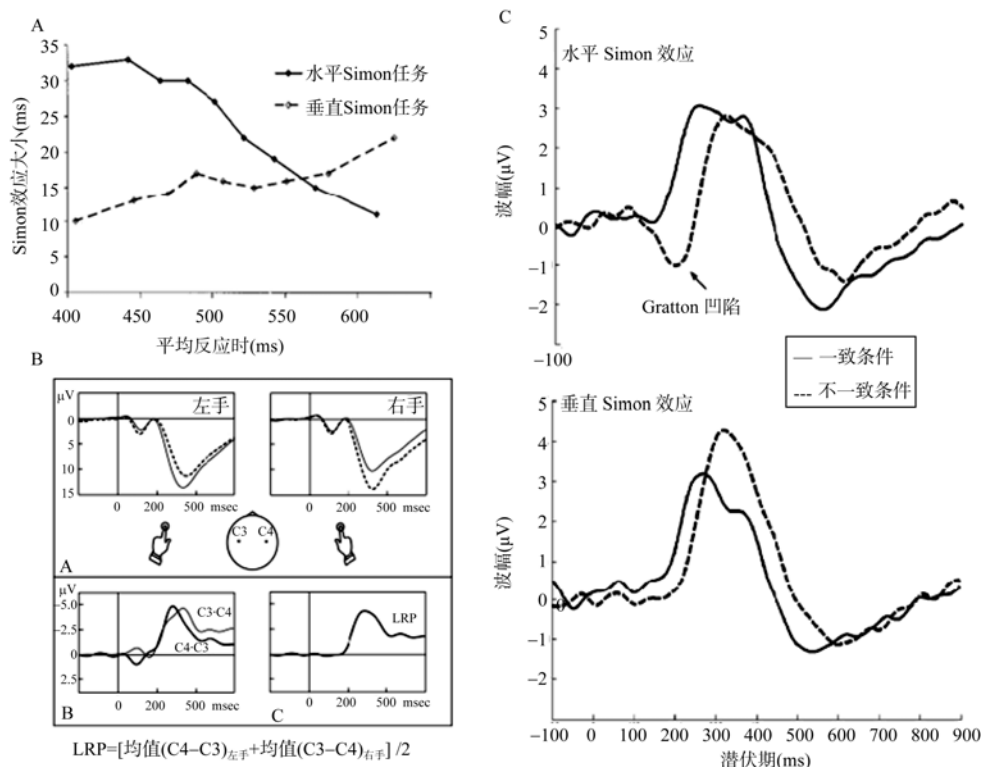 A
Simon效应大小(ms)
35
30
25
20
15
10
5
0
水平Simon任务
垂直Simon任务
400 450 500 550 600
平均反应时(ms)
B
μV
0
5
10
15
左手
0 200 500 msec
右手
0 200 500 msec
C3 C4
A
μV
-5.0
-2.5
0
2.5
C3-C4
C4-C3
0 200 500 msec
B
LRP
0 200 500 msec
C
LRP=[均值(C4–C3)左手+均值(C3–C4)右手] /2
C
水平 Simon 效应
波幅(μV)
5
4
3
2
1
0
−1
−2
−100
Gratton 凹陷
一致条件
不一致条件
垂直 Simon 效应
波幅(μV)
5
4
3
2
1
0
−1
−2
−100 0 100 200 300 400 500 600 700 800 900
潜伏期(ms)